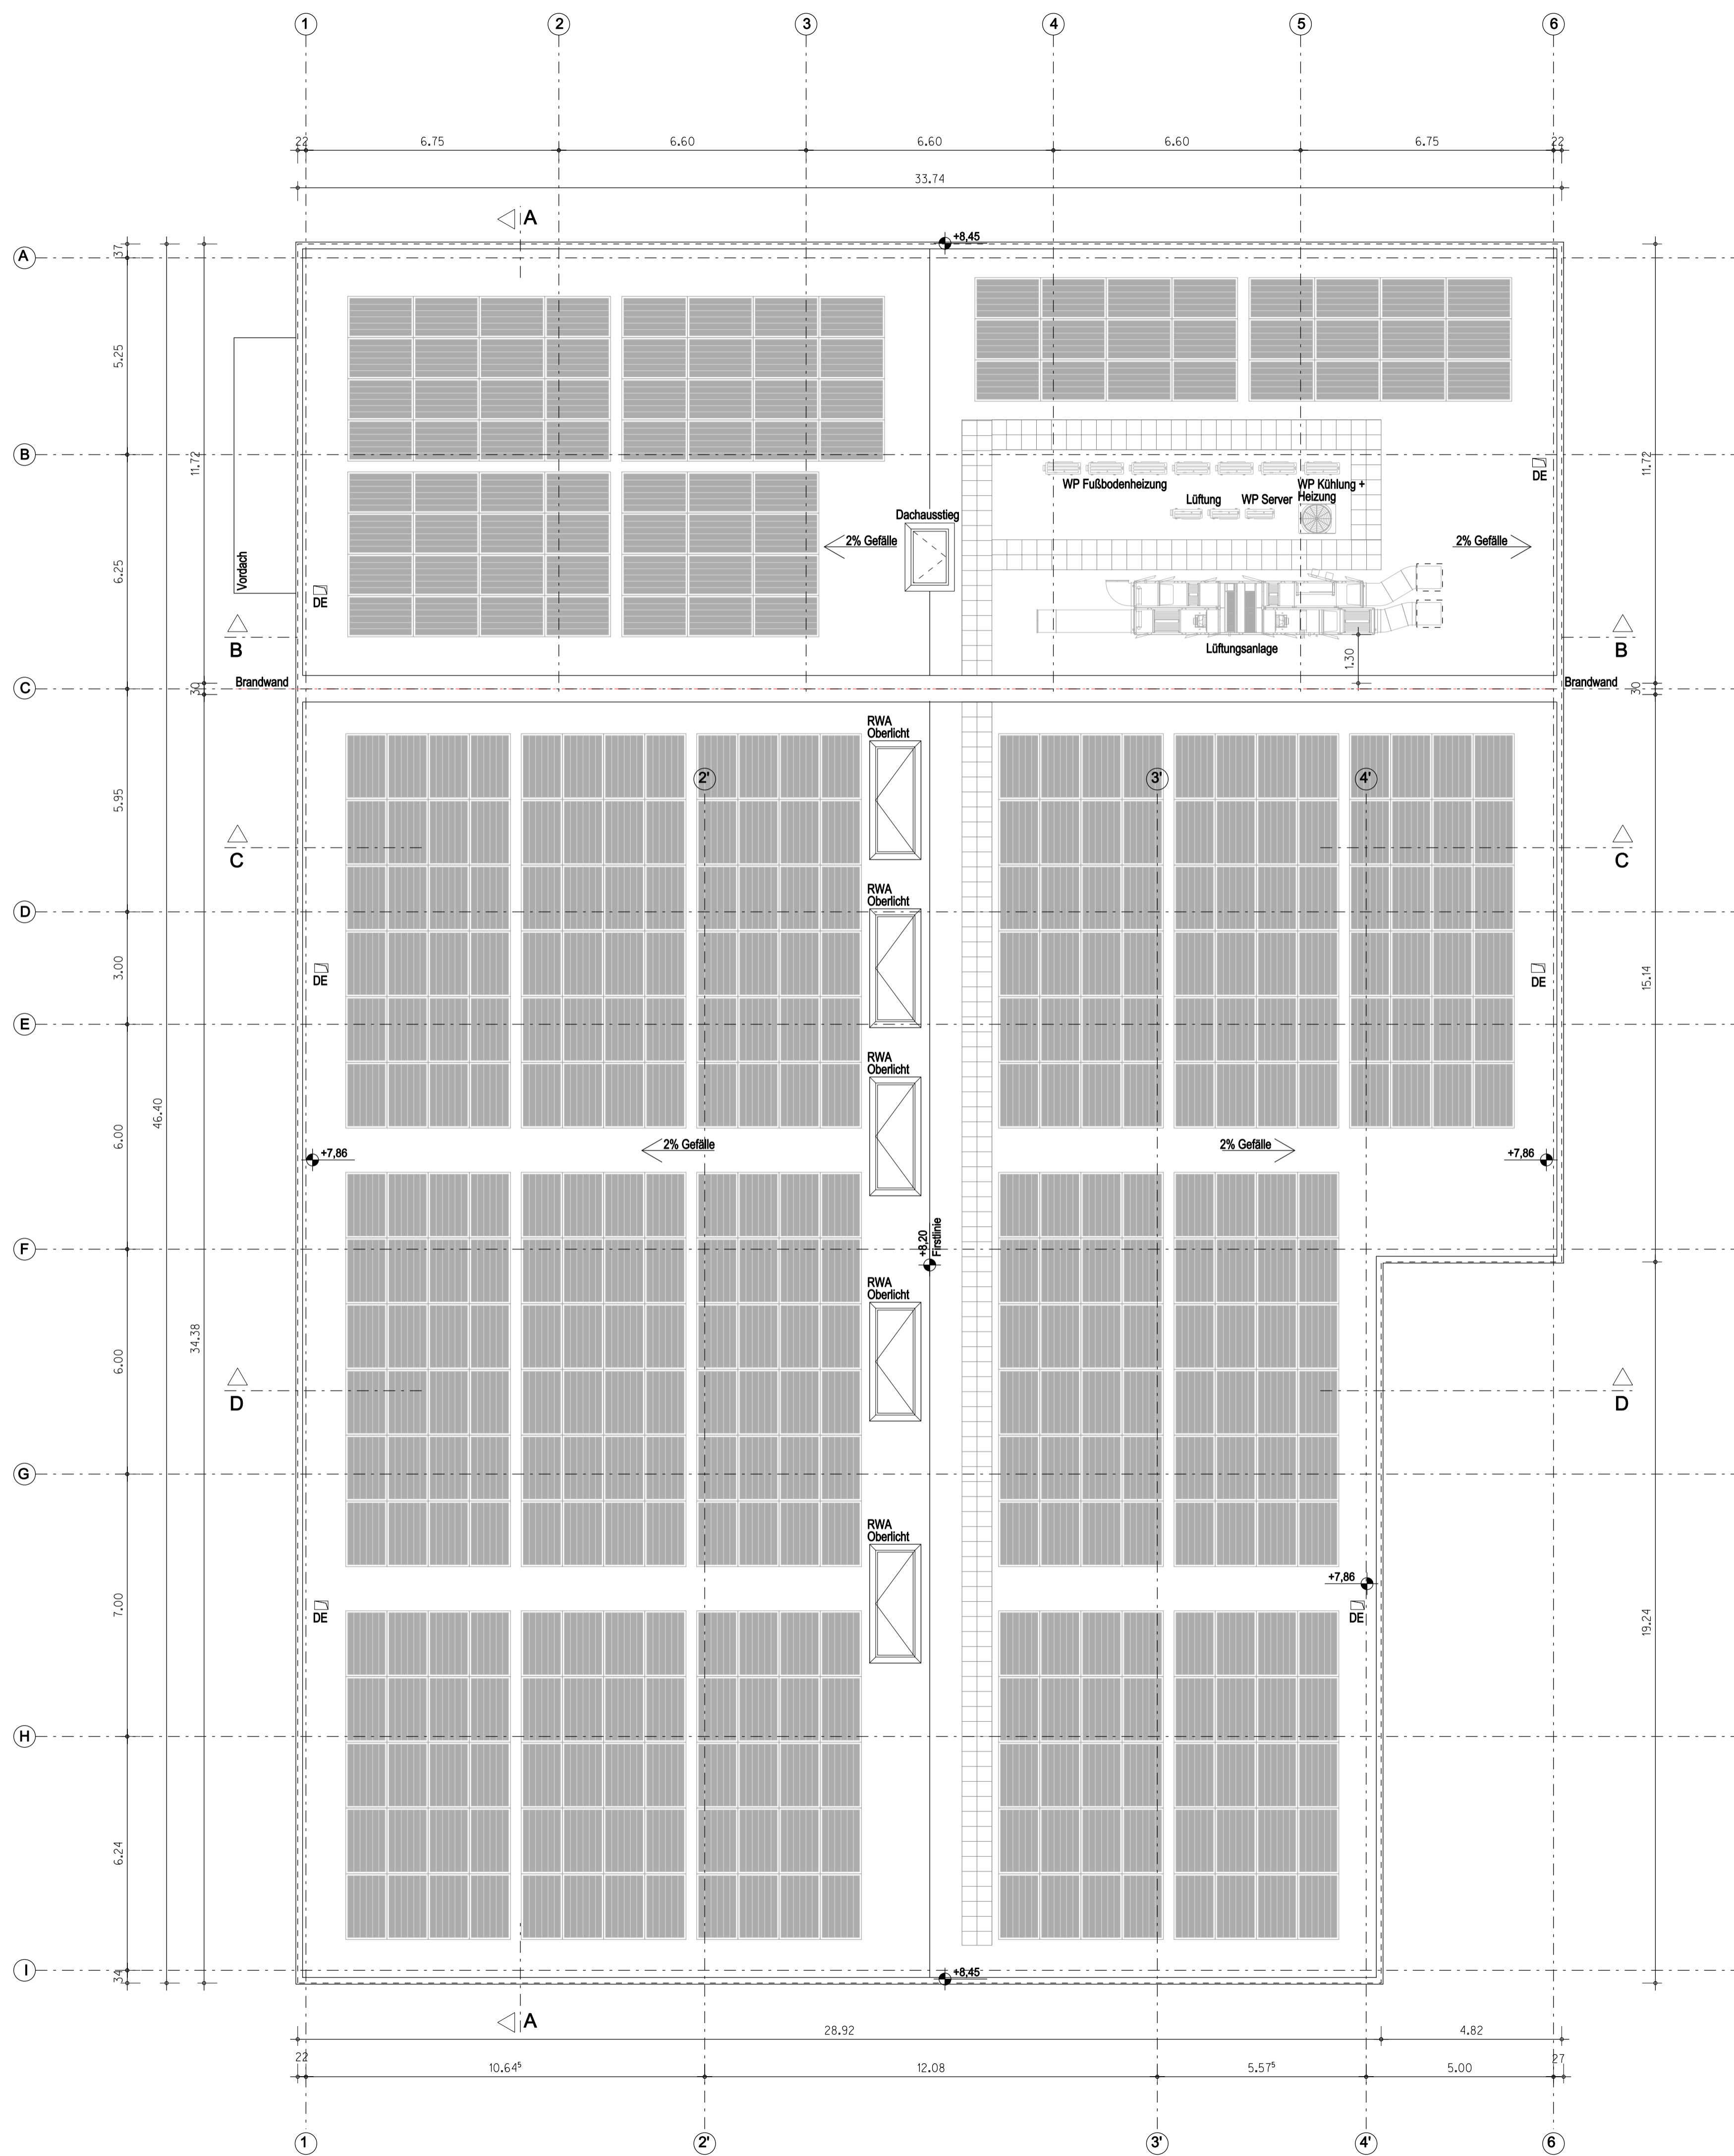 1 2 3 4 5 6
22 6.75 6.60 6.60 6.60 6.75 22
33.74
A
A
37
+8,45
5.25
B
11.72
11.72
WP Fußbodenheizung
WP Kühlung +
Heizung
Lüftung
WP Server
DE
Dachausstieg
2% Gefälle
2% Gefälle
Vordach
6.25
DE
B
B
Lüftungsanlage
1.30
C
30
Brandwand
Brandwand
30
RWA
Oberlicht
2' 3' 4'
5.95
C
C
RWA
Oberlicht
D
3.00
DE
DE
15.14
E
RWA
Oberlicht
46.40
6.00
2% Gefälle
2% Gefälle
+7,86
+7,86
F
+8,20
Firstlinie
RWA
Oberlicht
34.38
6.00
D
D
G
RWA
Oberlicht
+7,86
7.00
DE
DE
19.24
H
6.24
I
34
+8,45
A
28.92 4.82
22 10.64⁵ 12.08 5.57⁵ 5.00 27
1 2' 3' 4' 6